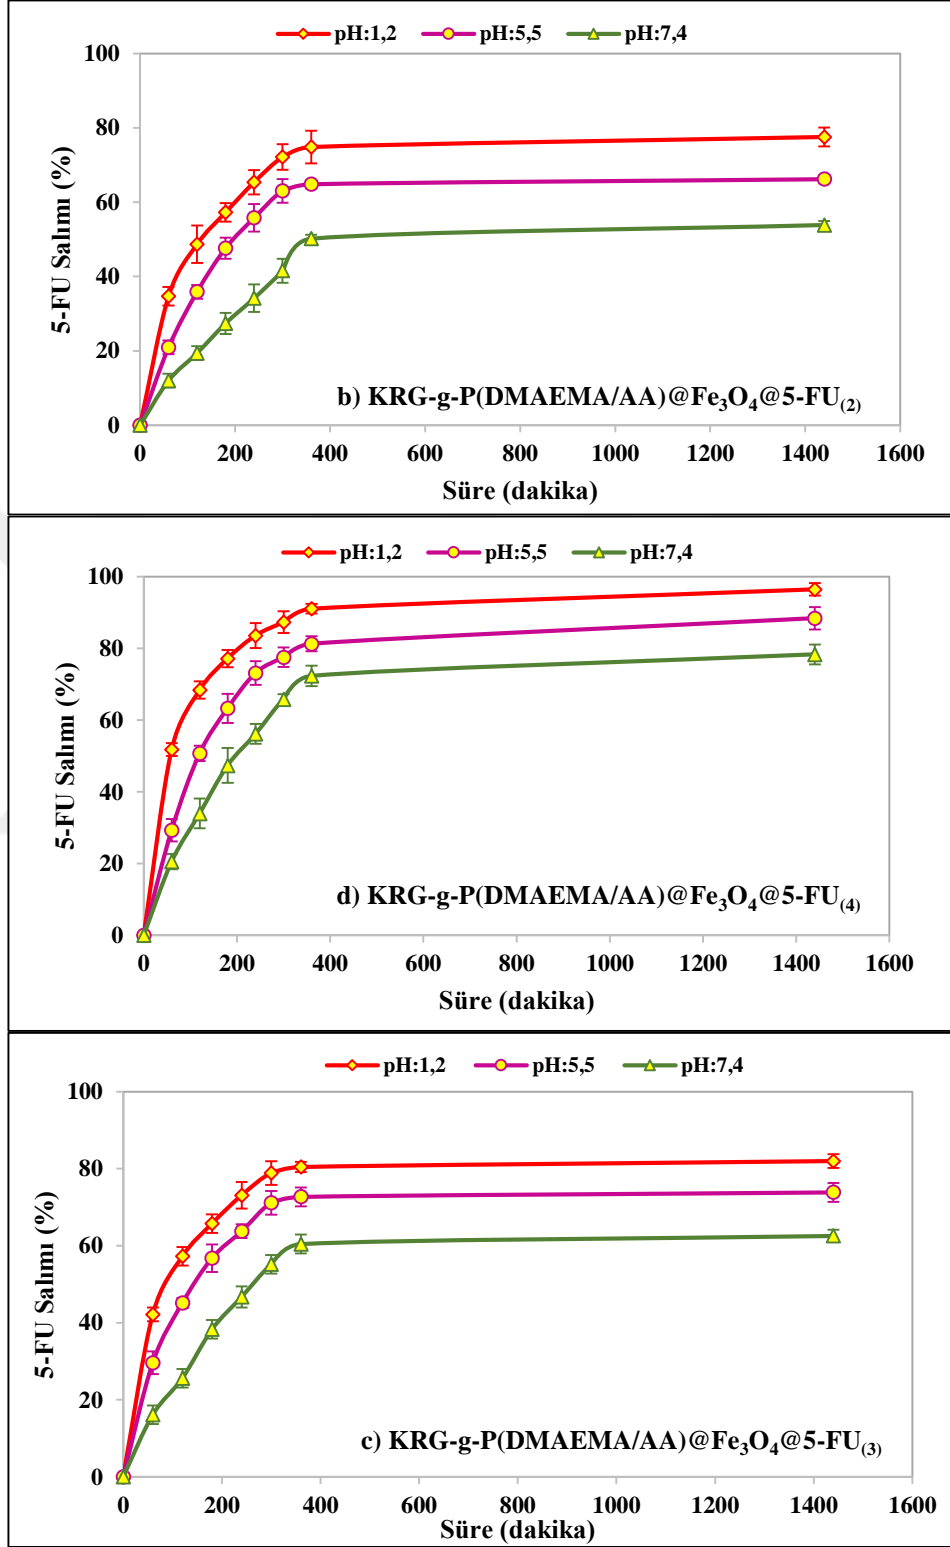 pH:1,2 pH:5,5 pH:7,4
100
80
60
40
20
0
5-FU Salımı (%)
b) KRG-g-P(DMAEMA/AA)@Fe₃O₄@5-FU₍₂₎
0 200 400 600 800 1000 1200 1400 1600
Süre (dakika)
pH:1,2 pH:5,5 pH:7,4
100
80
60
40
20
0
5-FU Salımı (%)
d) KRG-g-P(DMAEMA/AA)@Fe₃O₄@5-FU₍₄₎
0 200 400 600 800 1000 1200 1400 1600
Süre (dakika)
pH:1,2 pH:5,5 pH:7,4
100
80
60
40
20
0
5-FU Salımı (%)
c) KRG-g-P(DMAEMA/AA)@Fe₃O₄@5-FU₍₃₎
0 200 400 600 800 1000 1200 1400 1600
Süre (dakika)